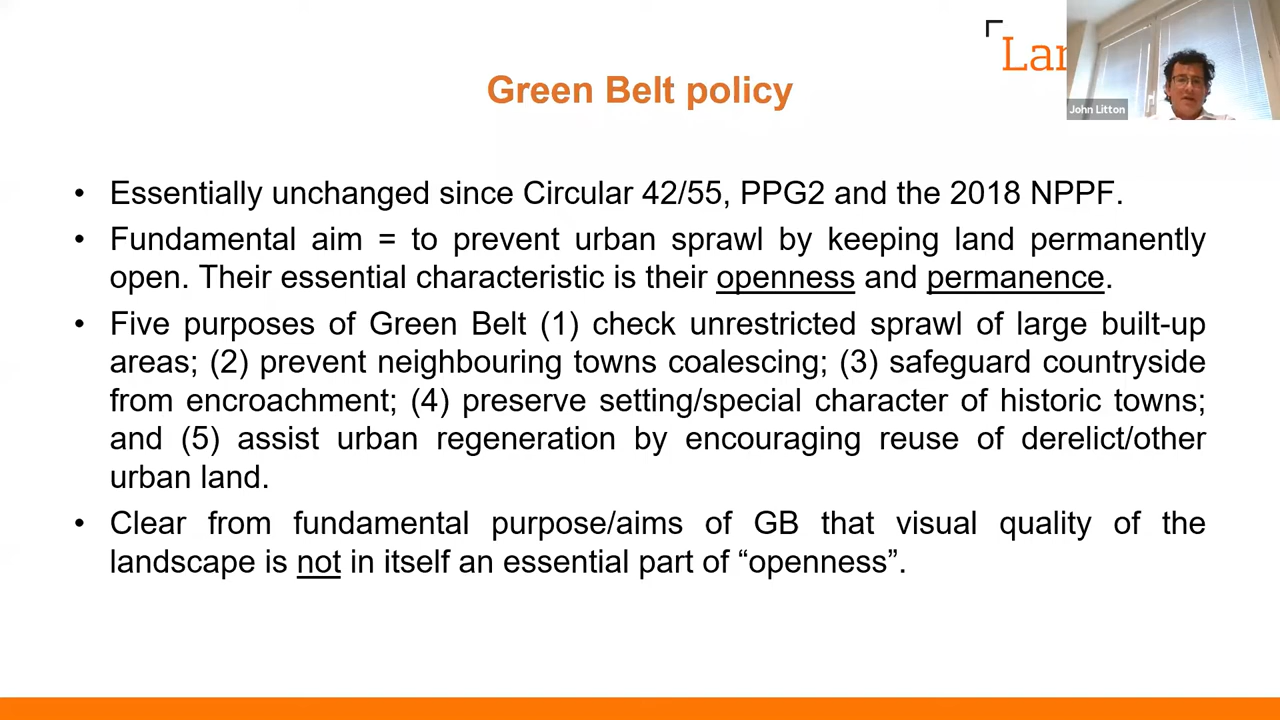 Green Belt policy
John Litton
• Essentially unchanged since Circular 42/55, PPG2 and the 2018 NPPF.
• Fundamental aim = to prevent urban sprawl by keeping land permanently
open. Their essential characteristic is their openness and permanence.
• Five purposes of Green Belt (1) check unrestricted sprawl of large built-up
areas; (2) prevent neighbouring towns coalescing; (3) safeguard countryside
from encroachment; (4) preserve setting/special character of historic towns;
and (5) assist urban regeneration by encouraging reuse of derelict/other
urban land.
• Clear from fundamental purpose/aims of GB that visual quality of the
landscape is not in itself an essential part of “openness”.